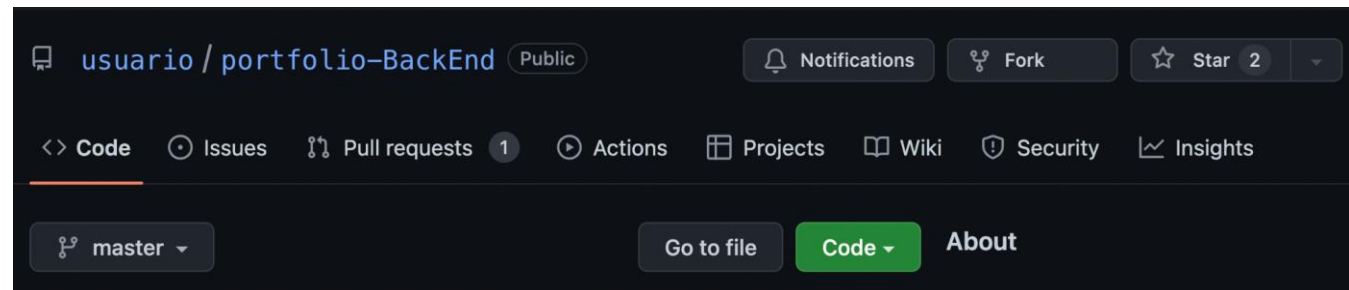 usuario / portfolio-BackEnd Public Notifications Fork Star 2
Code Issues Pull requests 1 Actions Projects Wiki Security Insights
master Go to file Code About